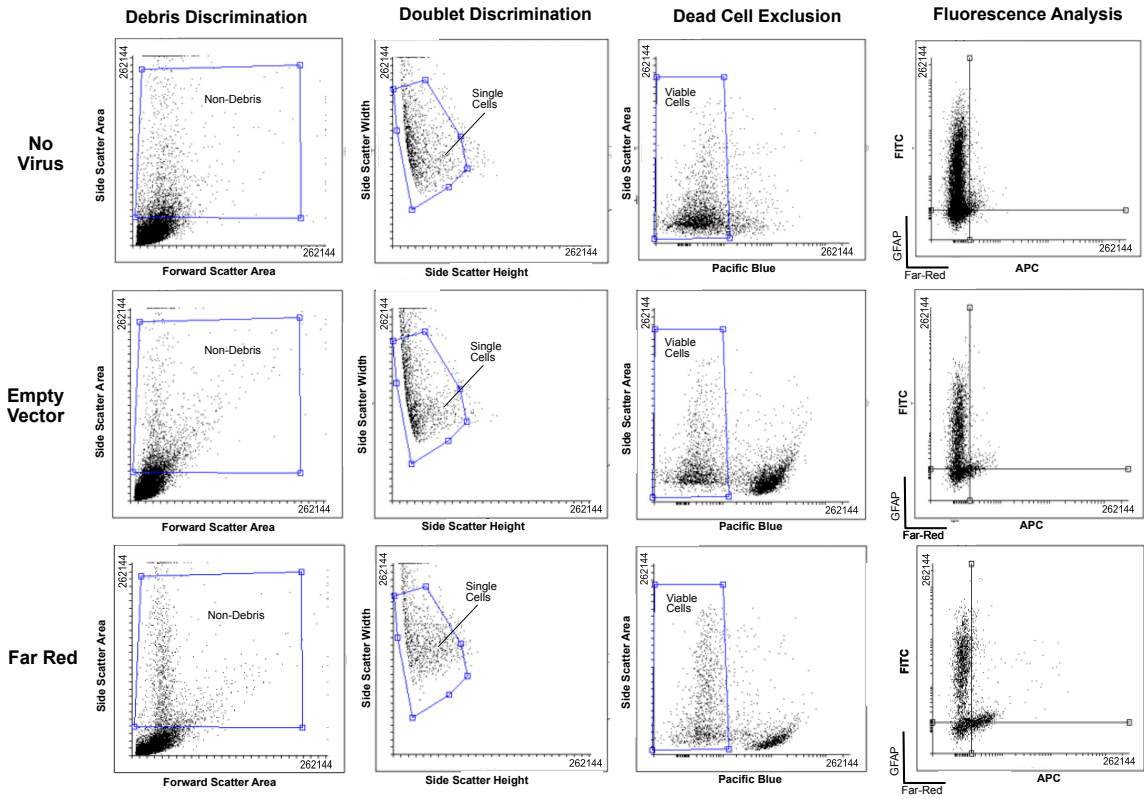 Debris Discrimination
Doublet Discrimination
Dead Cell Exclusion
Fluorescence Analysis
No
Virus
262144
Side Scatter Area
Non-Debris
262144
Forward Scatter Area
262144
Side Scatter Width
Single
Cells
262144
Side Scatter Height
262144
Side Scatter Area
Viable
Cells
262144
Pacific Blue
262144
FITC
GFAP
Far-Red
262144
APC
Empty
Vector
262144
Side Scatter Area
Non-Debris
262144
Forward Scatter Area
262144
Side Scatter Width
Single
Cells
262144
Side Scatter Height
262144
Side Scatter Area
Viable
Cells
262144
Pacific Blue
262144
FITC
GFAP
Far-Red
262144
APC
Far Red
262144
Side Scatter Area
Non-Debris
262144
Forward Scatter Area
262144
Side Scatter Width
Single
Cells
262144
Side Scatter Height
262144
Side Scatter Area
Viable
Cells
262144
Pacific Blue
262144
FITC
GFAP
Far-Red
262144
APC